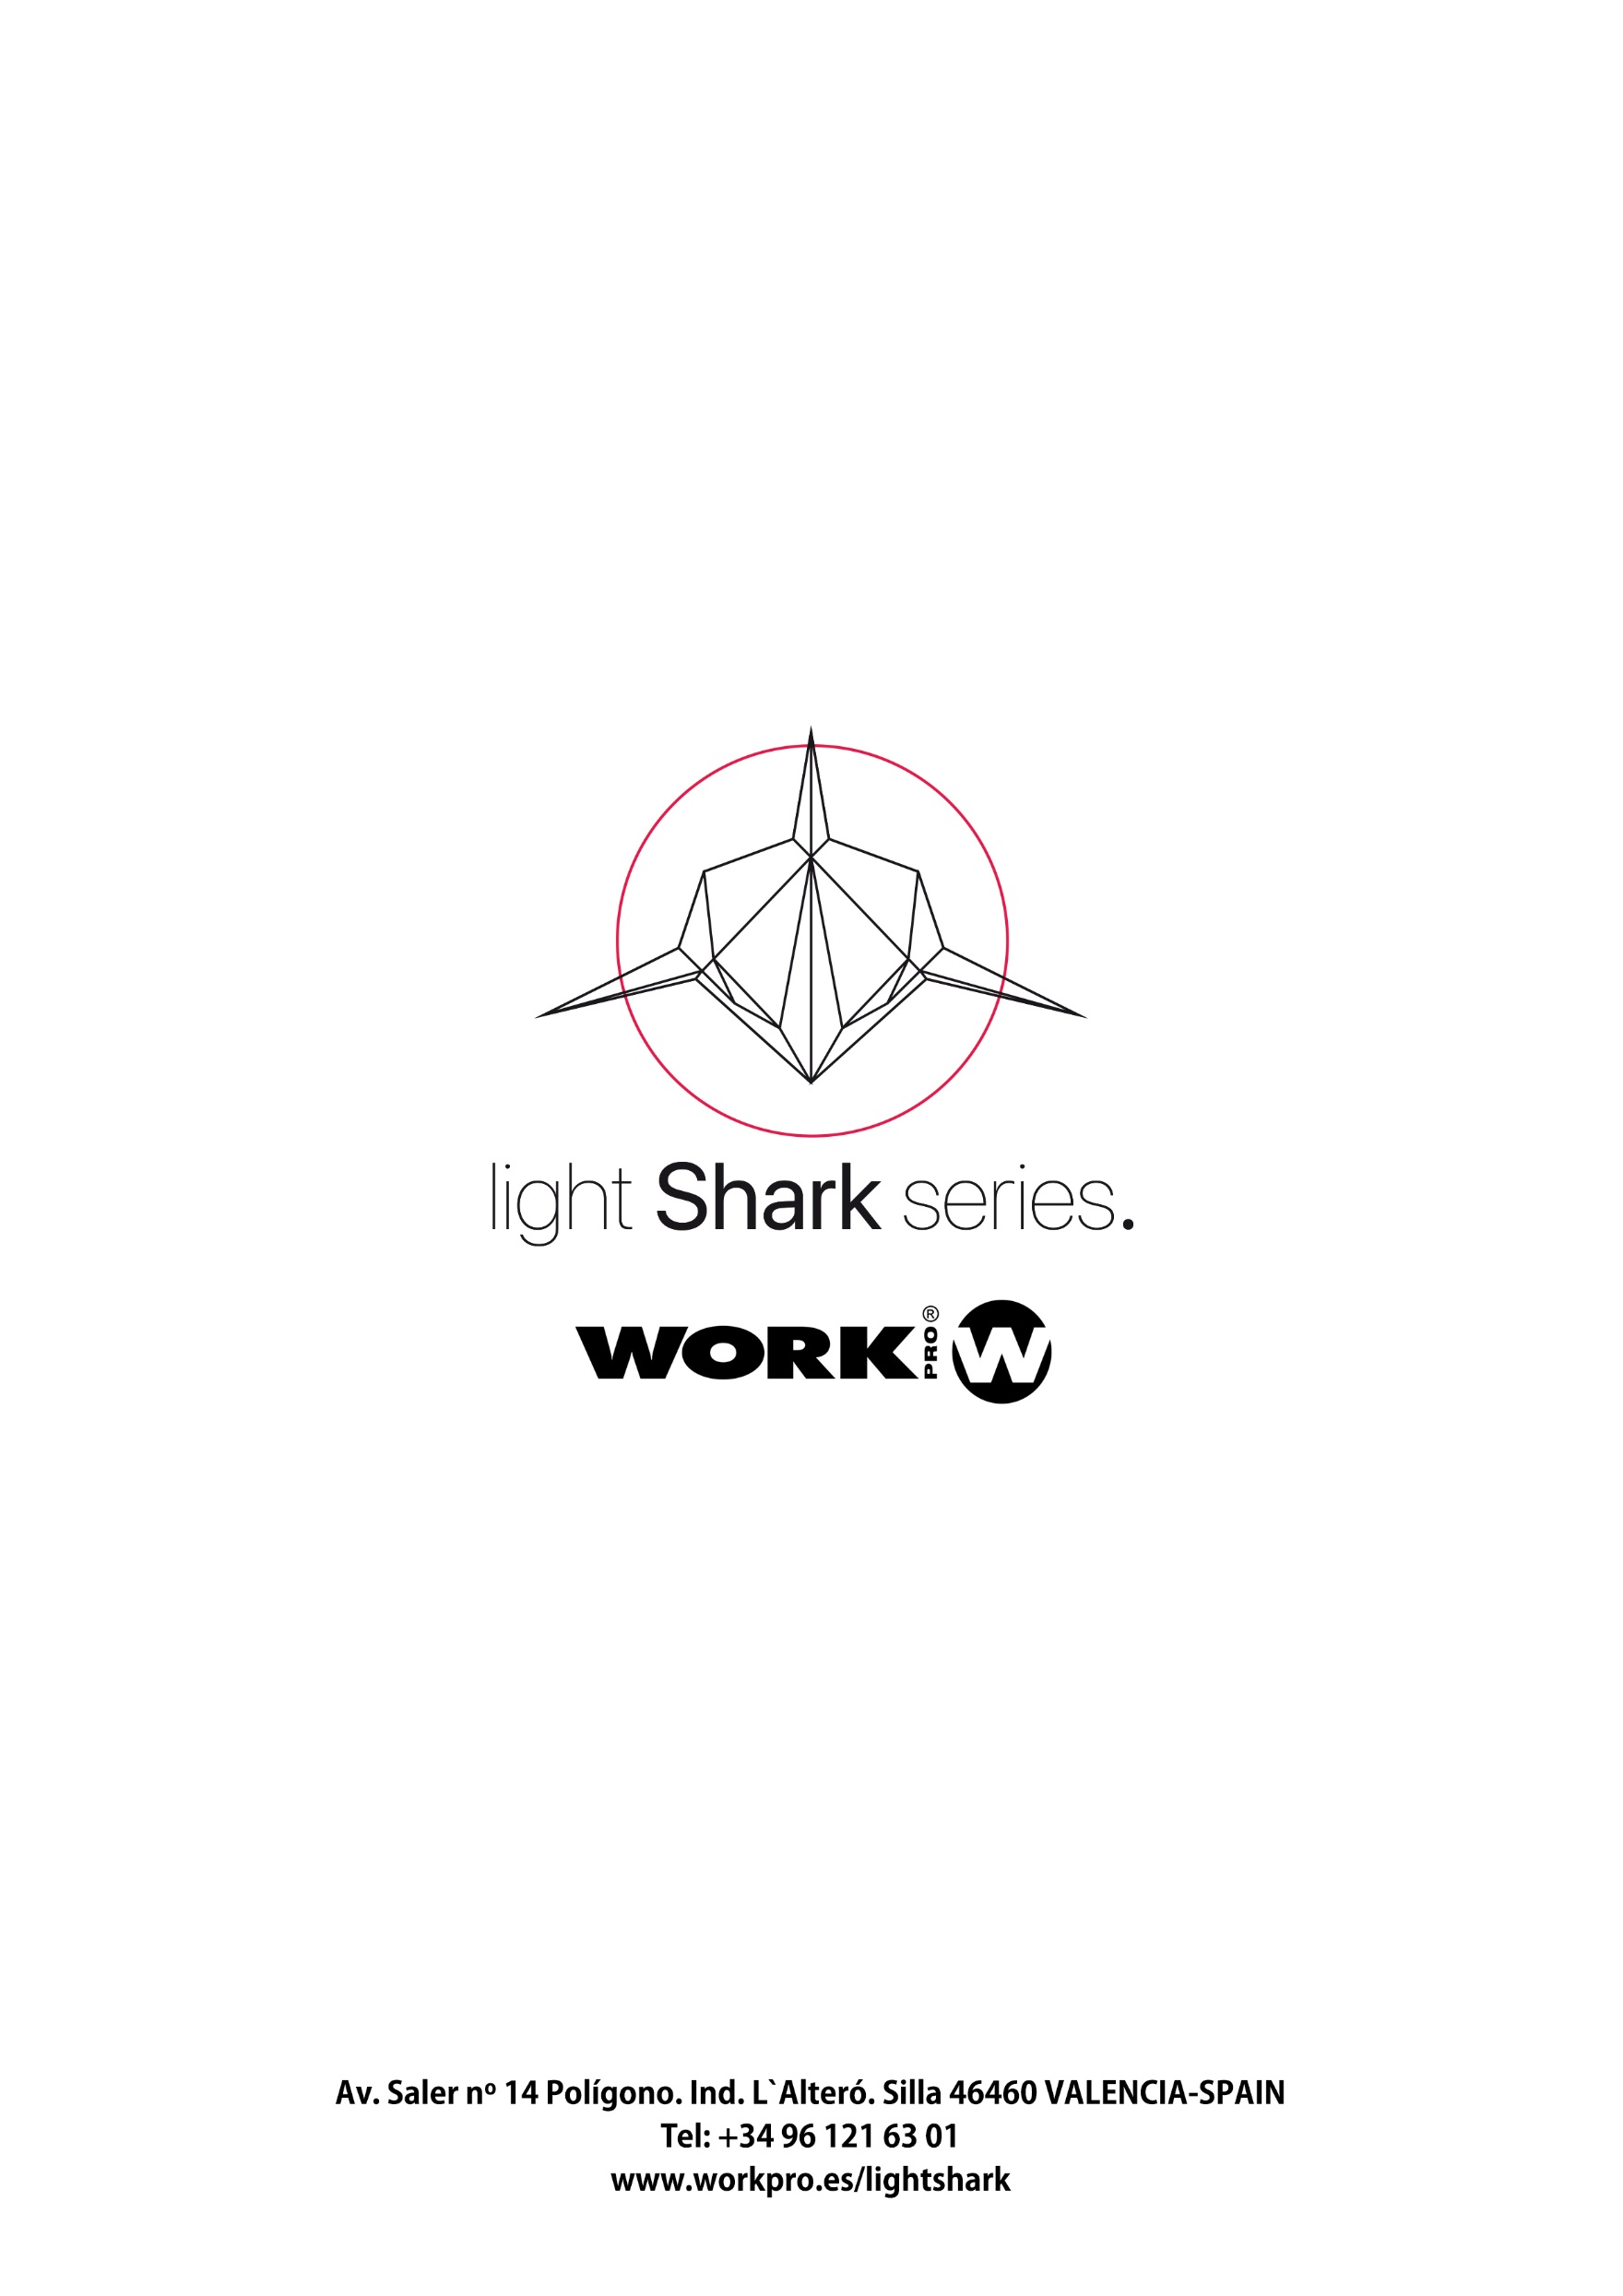 light Shark series.
WORK PRO® W
Av. Saler nº 14 Polígono. Ind. L`Alteró. Silla 46460 VALENCIA-SPAIN
Tel: +34 96 121 63 01
www.workpro.es/lightshark